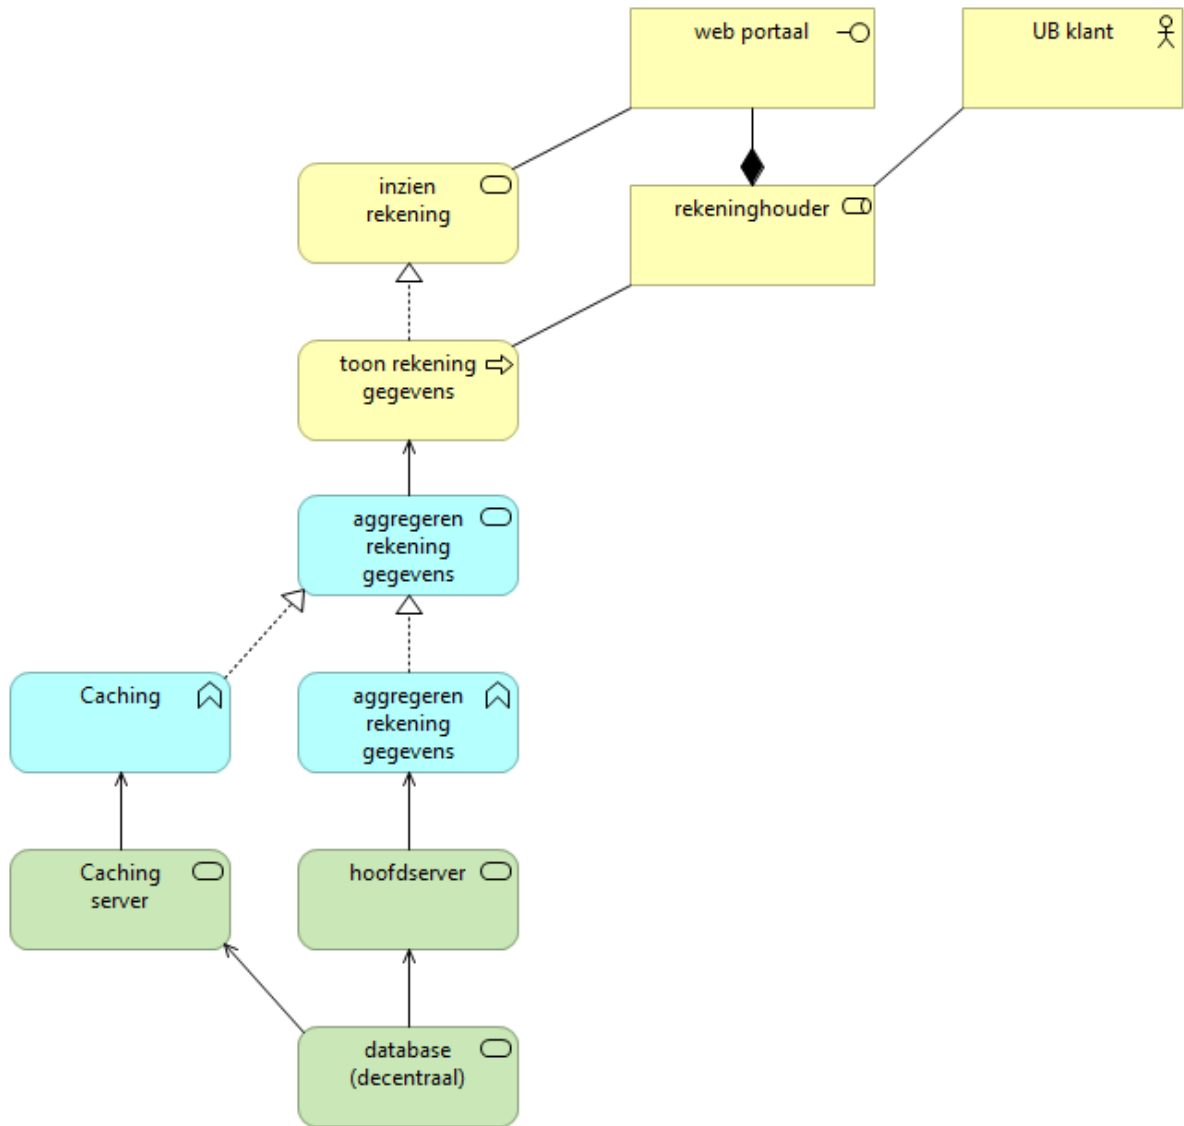 web portaal
UB klant
inzien
rekening
rekeninghouder
toon rekening
gegevens
aggregeren
rekening
gegevens
Caching
aggregeren
rekening
gegevens
Caching
server
hoofdserver
database
(decentraal)